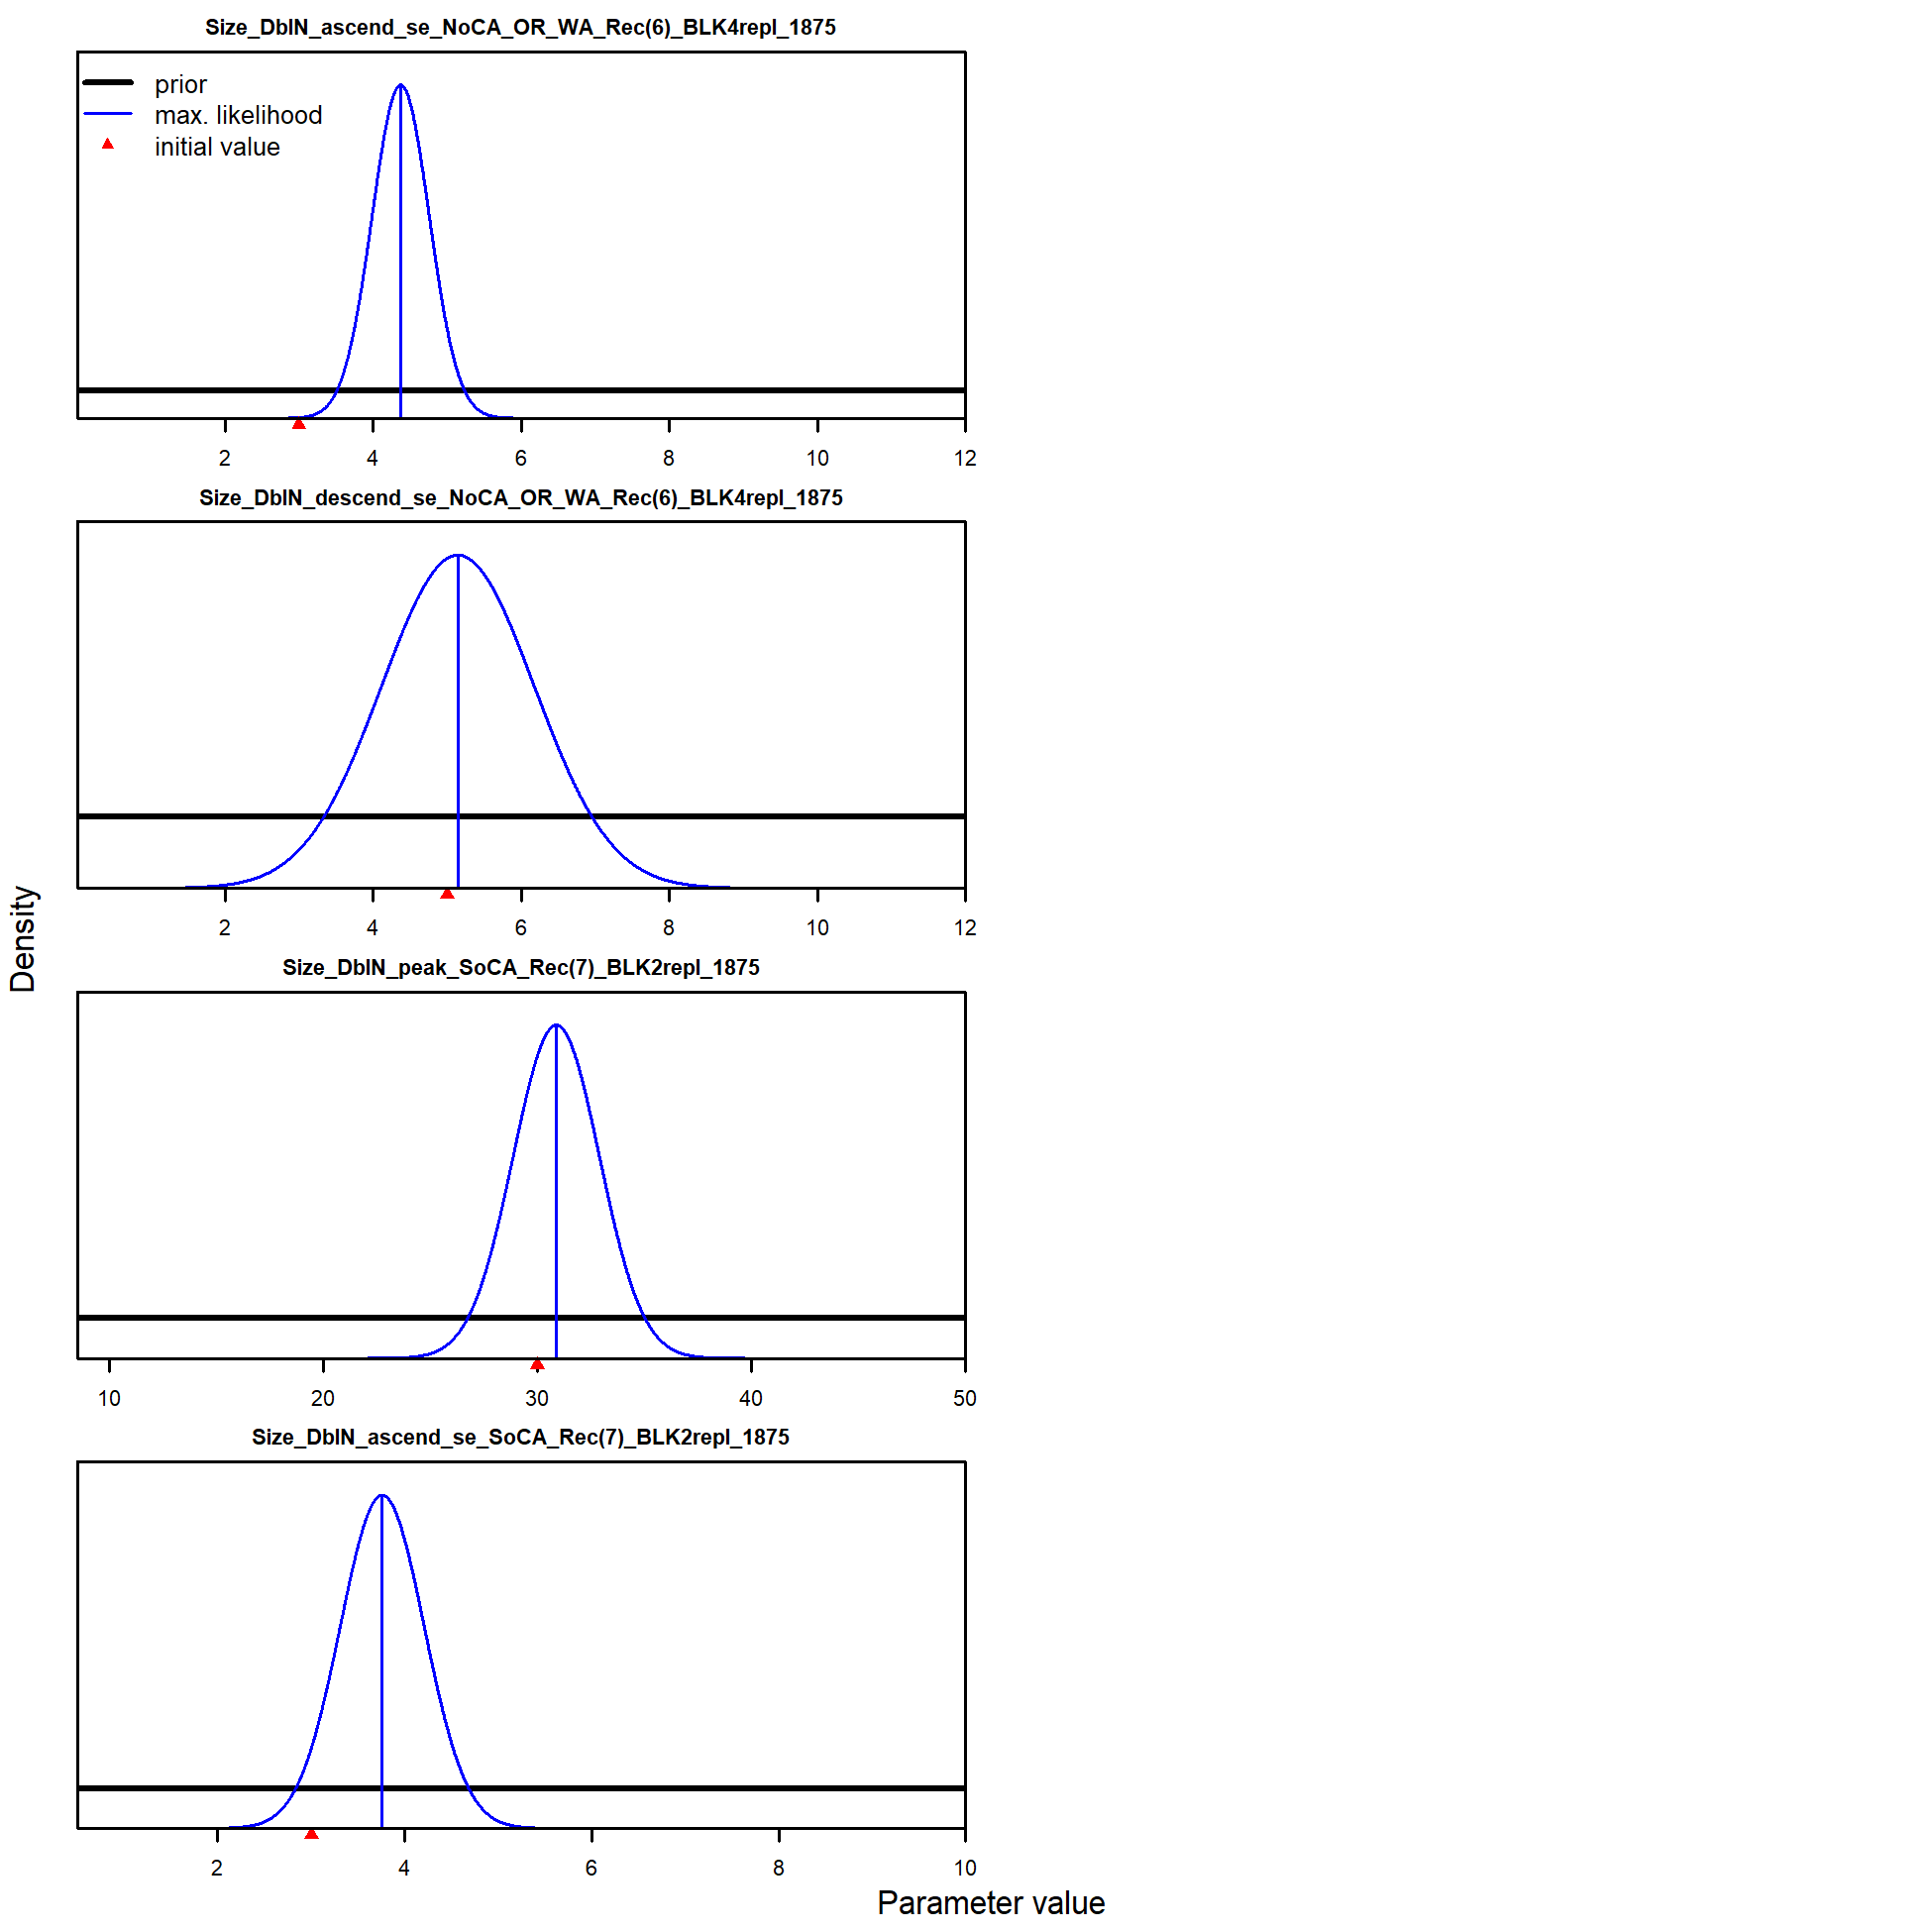 Size_DblN_ascend_se_NoCA_OR_WA_Rec(6)_BLK4repl_1875
prior
max. likelihood
initial value
2 4 6 8 10 12
Size_DblN_descend_se_NoCA_OR_WA_Rec(6)_BLK4repl_1875
2 4 6 8 10 12
Density
Size_DblN_peak_SoCA_Rec(7)_BLK2repl_1875
10 20 30 40 50
Size_DblN_ascend_se_SoCA_Rec(7)_BLK2repl_1875
2 4 6 8 10
Parameter value